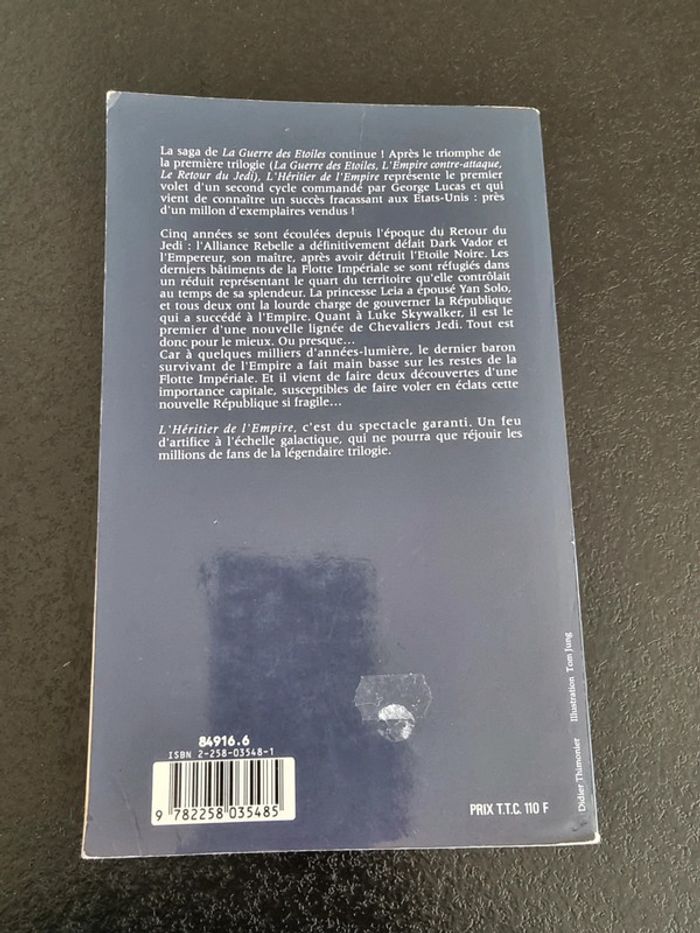 La saga de La Guerre des Etoiles continue ! Après le triomphe de
la première trilogie (La Guerre des Etoiles, L'Empire contre-attaque,
Le Retour du Jedi), L'Héritier de l'Empire représente le premier
volet d'un second cycle commandé par George Lucas et qui
vient de connaître un succès fracassant aux États-Unis : près
d'un millon d'exemplaires vendus !
Cinq années se sont écoulées depuis l'époque du Retour du
Jedi : l'Alliance Rebelle a définitivement défait Dark Vador et
l'Empereur, son maître, après avoir détruit l'Etoile Noire. Les
derniers bâtiments de la Flotte Impériale se sont réfugiés dans
un réduit représentant le quart du territoire qu'elle contrôlait
au temps de sa splendeur. La princesse Leia a épousé Yan Solo,
et tous deux ont la lourde charge de gouverner la République
qui a succédé à l'Empire. Quant à Luke Skywalker, il est le
premier d'une nouvelle lignée de Chevaliers Jedi. Tout est
donc pour le mieux. Ou presque...
Car à quelques milliers d'années-lumière, le dernier baron
survivant de l'Empire a fait main basse sur les restes de la
Flotte Impériale. Et il vient de faire deux découvertes d'une
importance capitale, susceptibles de faire voler en éclats cette
nouvelle République si fragile...
L'Héritier de l'Empire, c'est du spectacle garanti. Un feu
d'artifice à l'échelle galactique, qui ne pourra que réjouir les
millions de fans de la légendaire trilogie.
84916.6
ISBN 2-258-03548-1
9 782258 035485
PRIX T.T.C. 110 F
Didier Thimonier Illustration Tom Jung